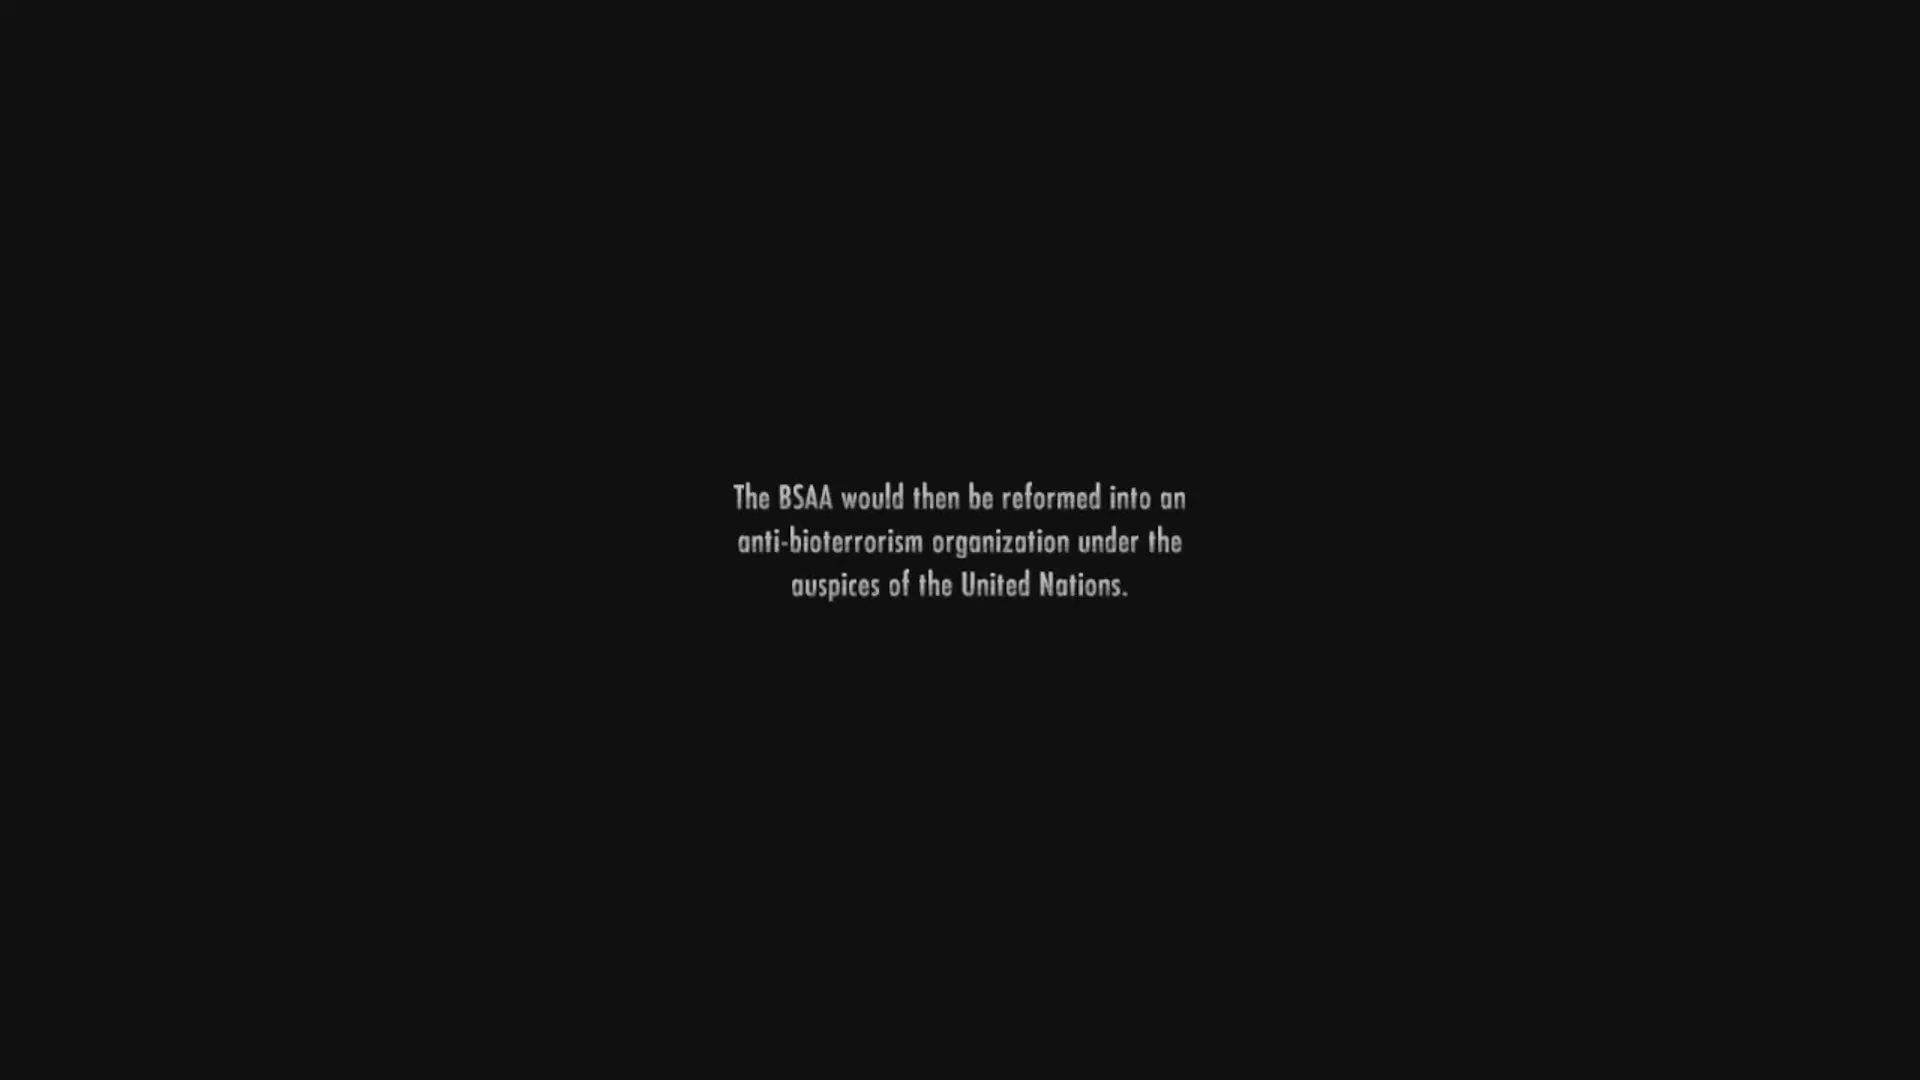 The BSAA would then be reformed into an
anti-bioterrorism organization under the
auspices of the United Nations.